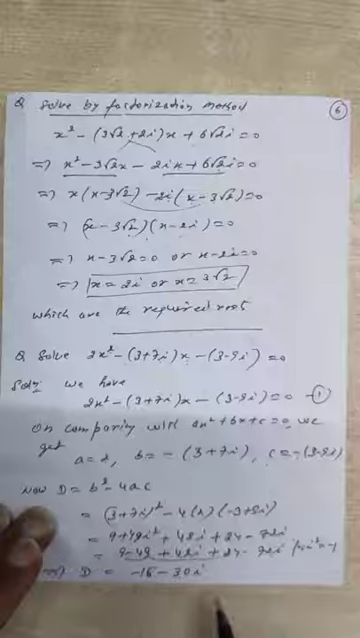 Q Solve by factorization method
6
x² - (3√2 + 2i)x + 6√2i = 0
=> x² - 3√2x - 2ix + 6√2i = 0
=> x(x - 3√2) - 2i(x - 3√2) = 0
=> (x - 3√2)(x - 2i) = 0
=> x - 3√2 = 0 or x - 2i = 0
=> x = 2i or x = 3√2
which are the required roots
Q Solve 2x² - (3+7i)x - (3-9i) = 0
Soln: we have
2x² - (3+7i)x - (3-9i) = 0 - 1
On comparing with ax² + bx + c = 0, we
get
a = 2, b = -(3+7i), c = -(3-9i)
Now D = b² - 4ac
= (3+7i)² - 4(2)(-3+9i)
= 9 + 49i² + 42i + 24 - 72i
= 9 - 49 + 42i + 24 - 72i i² = -1
=> D = -16 - 30i